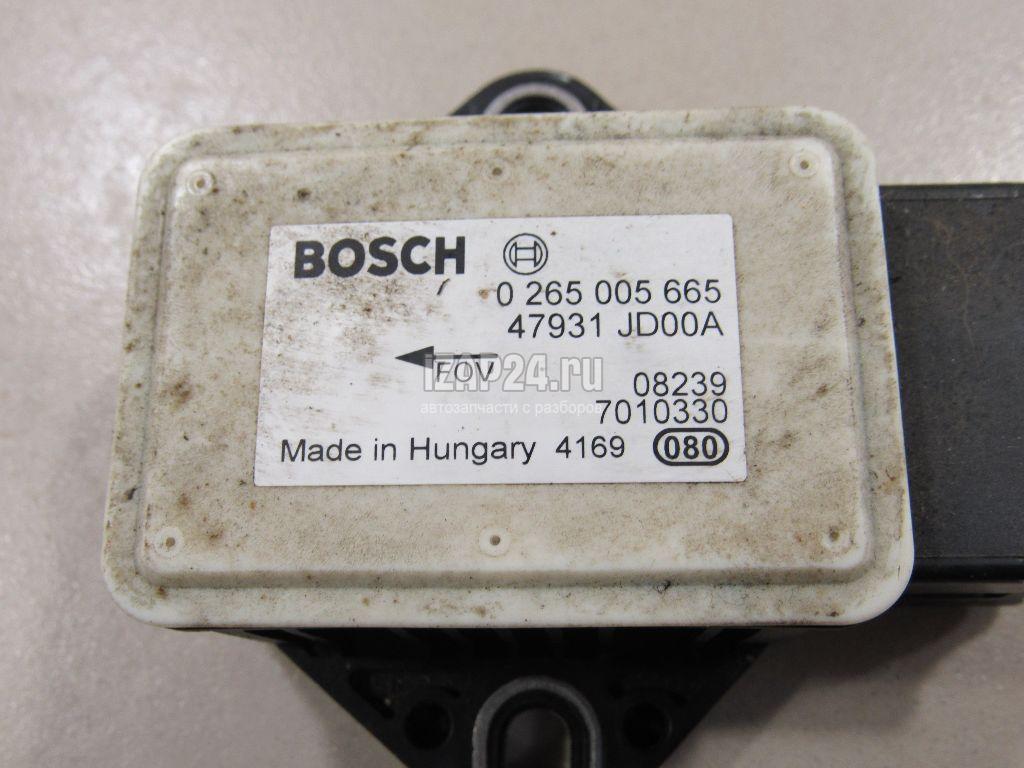 BOSCH
0 265 005 665
47931 JD00A
FOV
iZAP24.ru
автозапчасти с разборов
08239
7010330
Made in Hungary 4169 080